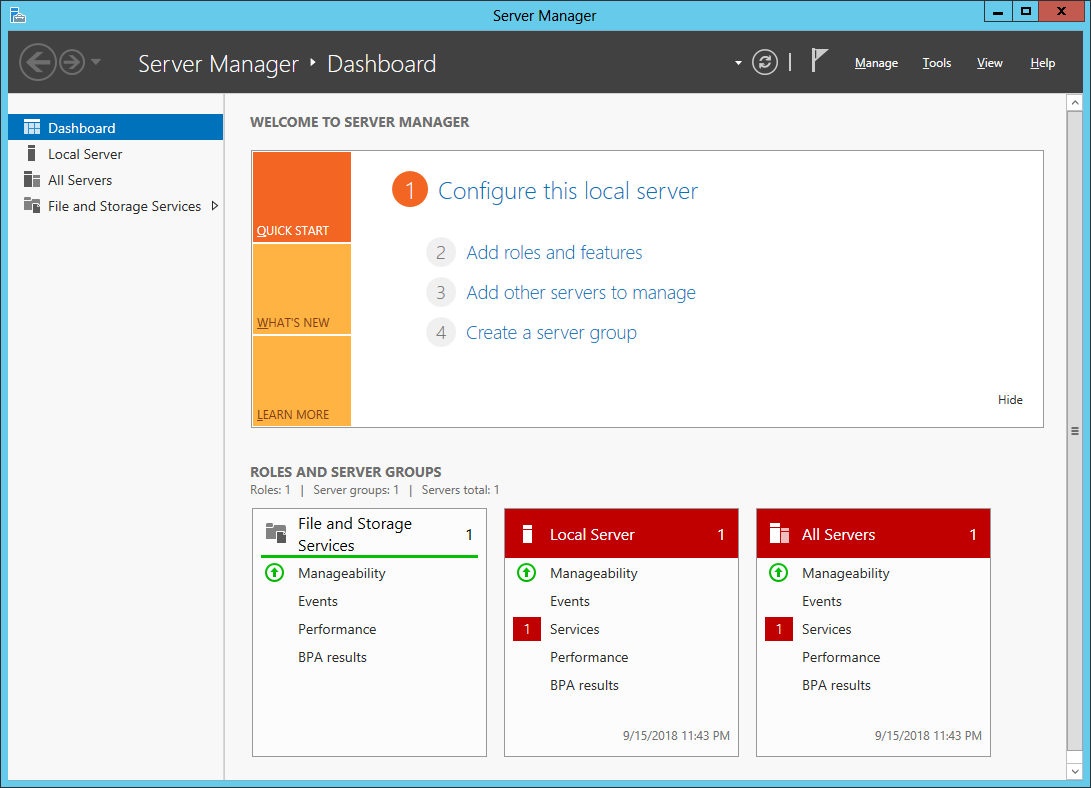 Server Manager
Server Manager ‣ Dashboard
Manage Tools View Help
Dashboard
Local Server
All Servers
File and Storage Services
WELCOME TO SERVER MANAGER
QUICK START
WHAT'S NEW
LEARN MORE
1 Configure this local server
2 Add roles and features
3 Add other servers to manage
4 Create a server group
Hide
ROLES AND SERVER GROUPS
Roles: 1 | Server groups: 1 | Servers total: 1
File and Storage
Services 1
Manageability
Events
Performance
BPA results
Local Server 1
Manageability
Events
1 Services
Performance
BPA results
9/15/2018 11:43 PM
All Servers 1
Manageability
Events
1 Services
Performance
BPA results
9/15/2018 11:43 PM